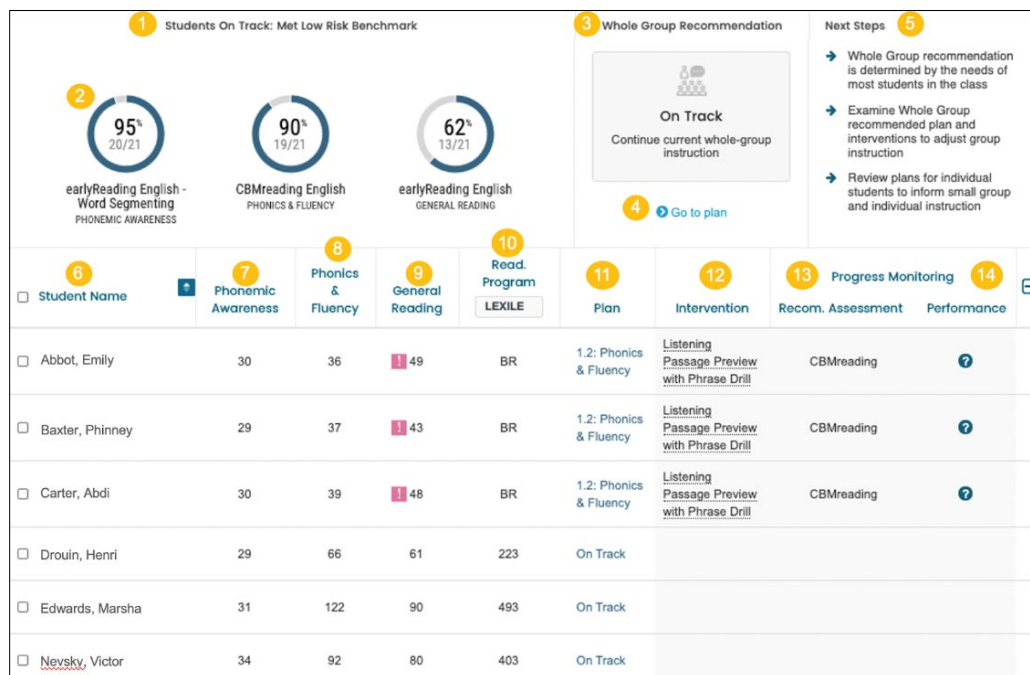 1 Students On Track: Met Low Risk Benchmark
3 Whole Group Recommendation
Next Steps 5
2
95%
20/21
earlyReading English -
Word Segmenting
PHONEMIC AWARENESS
90%
19/21
CBMreading English
PHONICS & FLUENCY
62%
13/21
earlyReading English
GENERAL READING
On Track
Continue current whole-group
instruction
4 Go to plan
Whole Group recommendation
is determined by the needs of
most students in the class
Examine Whole Group
recommended plan and
interventions to adjust group
instruction
Review plans for individual
students to inform small group
and individual instruction
6
Student Name
7
Phonemic
Awareness
8
Phonics
&
Fluency
9
General
Reading
10
Read.
Program
LEXILE
11
Plan
12
Intervention
13 Progress Monitoring 14
Recom. Assessment Performance
Abbot, Emily 30 36 ! 49 BR
1.2: Phonics
& Fluency
Listening
Passage Preview
with Phrase Drill
CBMreading ?
Baxter, Phinney 29 37 ! 43 BR
1.2: Phonics
& Fluency
Listening
Passage Preview
with Phrase Drill
CBMreading ?
Carter, Abdi 30 39 ! 48 BR
1.2: Phonics
& Fluency
Listening
Passage Preview
with Phrase Drill
CBMreading ?
Drouin, Henri 29 66 61 223 On Track
Edwards, Marsha 31 122 90 493 On Track
Nevsky, Victor 34 92 80 403 On Track